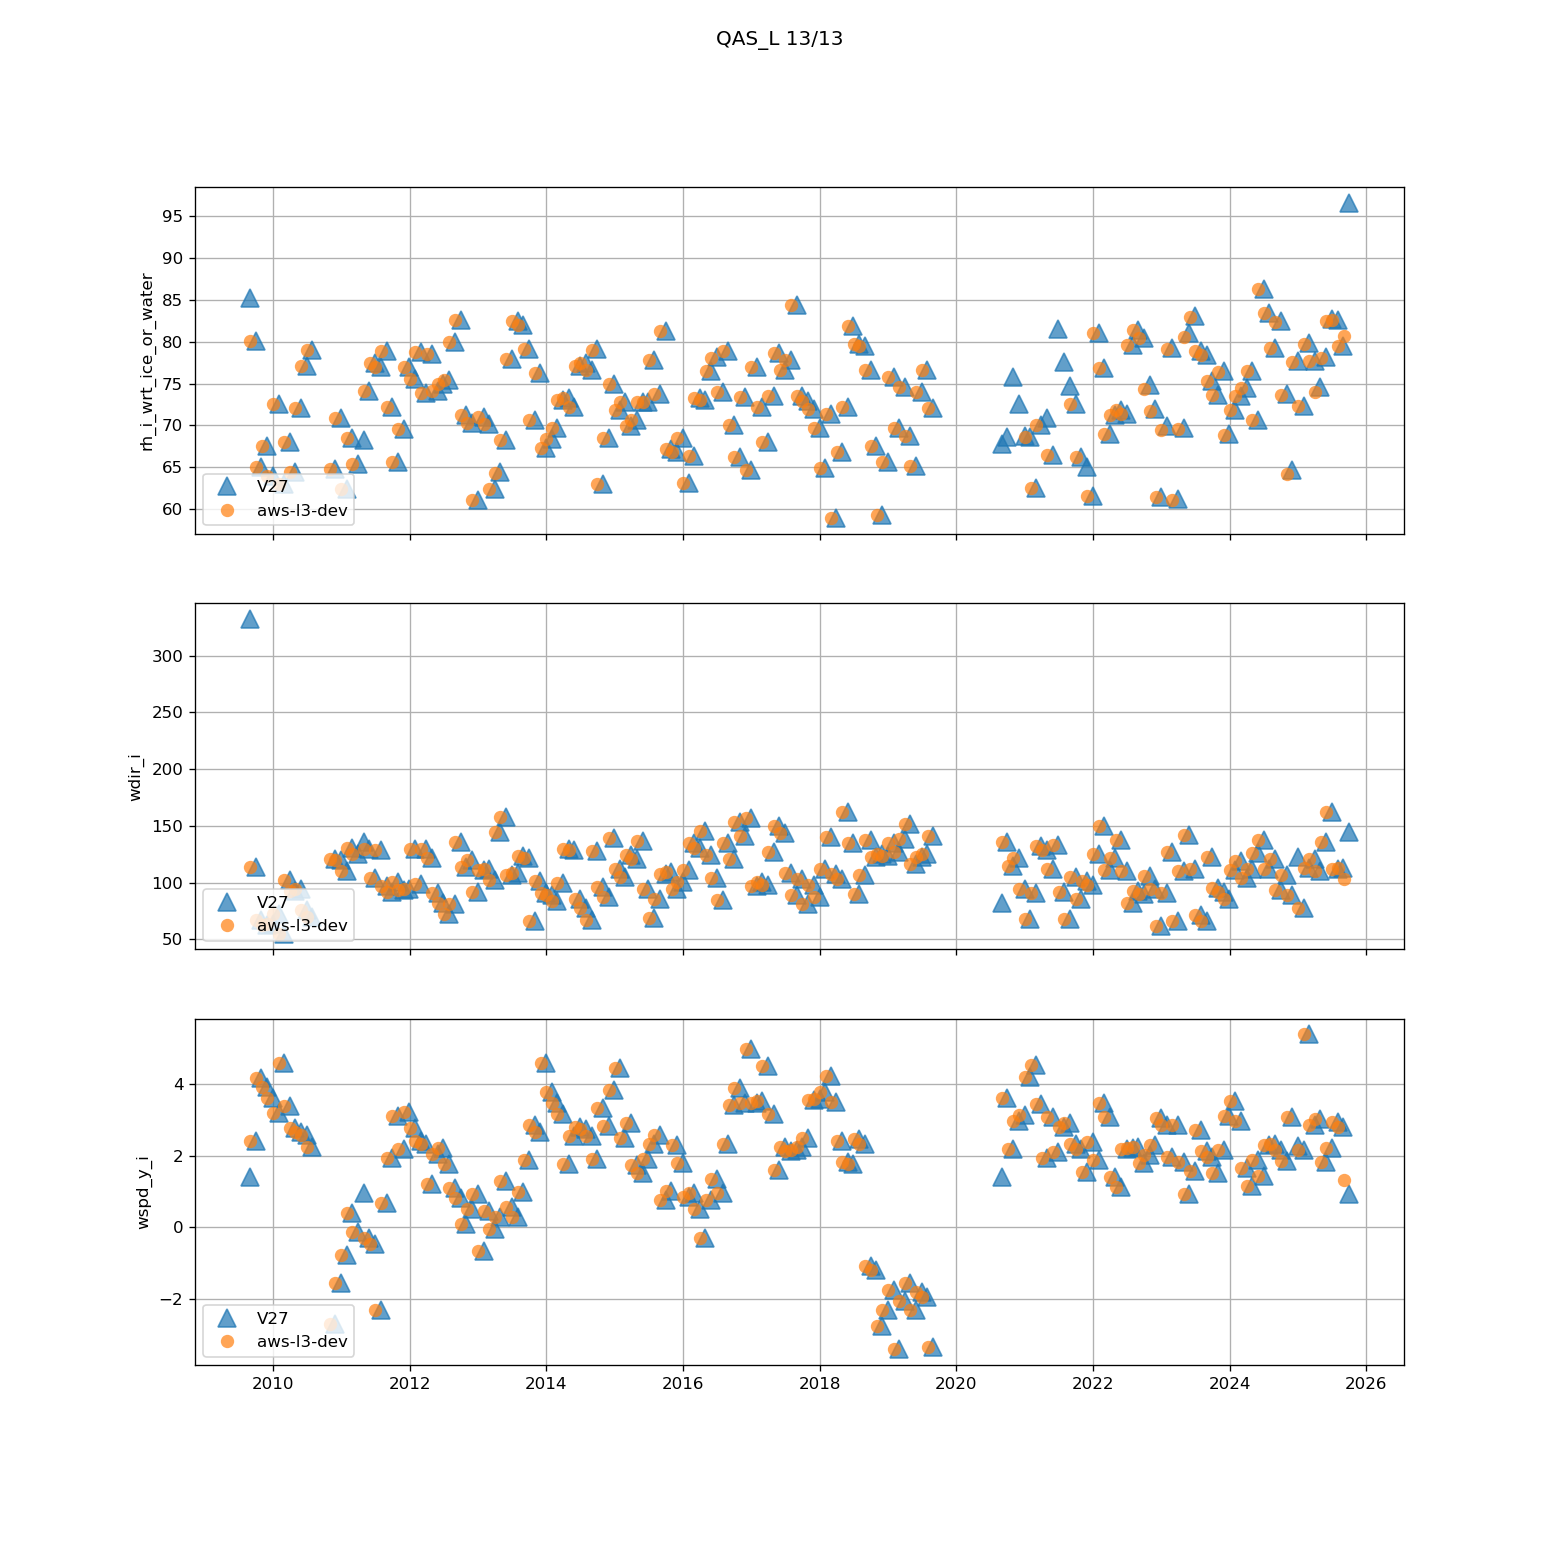 QAS_L 13/13
rh_i_wrt_ice_or_water
95
90
85
80
75
70
65
60
V27
aws-l3-dev
wdir_i
300
250
200
150
100
50
V27
aws-l3-dev
wspd_y_i
4
2
0
−2
V27
aws-l3-dev
2010 2012 2014 2016 2018 2020 2022 2024 2026